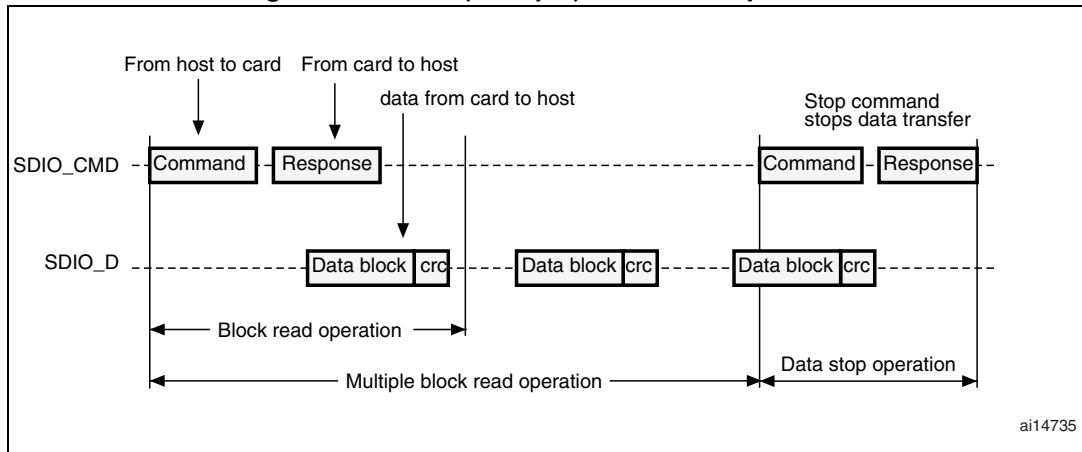 From host to card From card to host
data from card to host
Stop command
stops data transfer
SDIO_CMD Command Response Command Response
SDIO_D Data block crc Data block crc Data block crc
Block read operation
Data stop operation
Multiple block read operation
ai14735